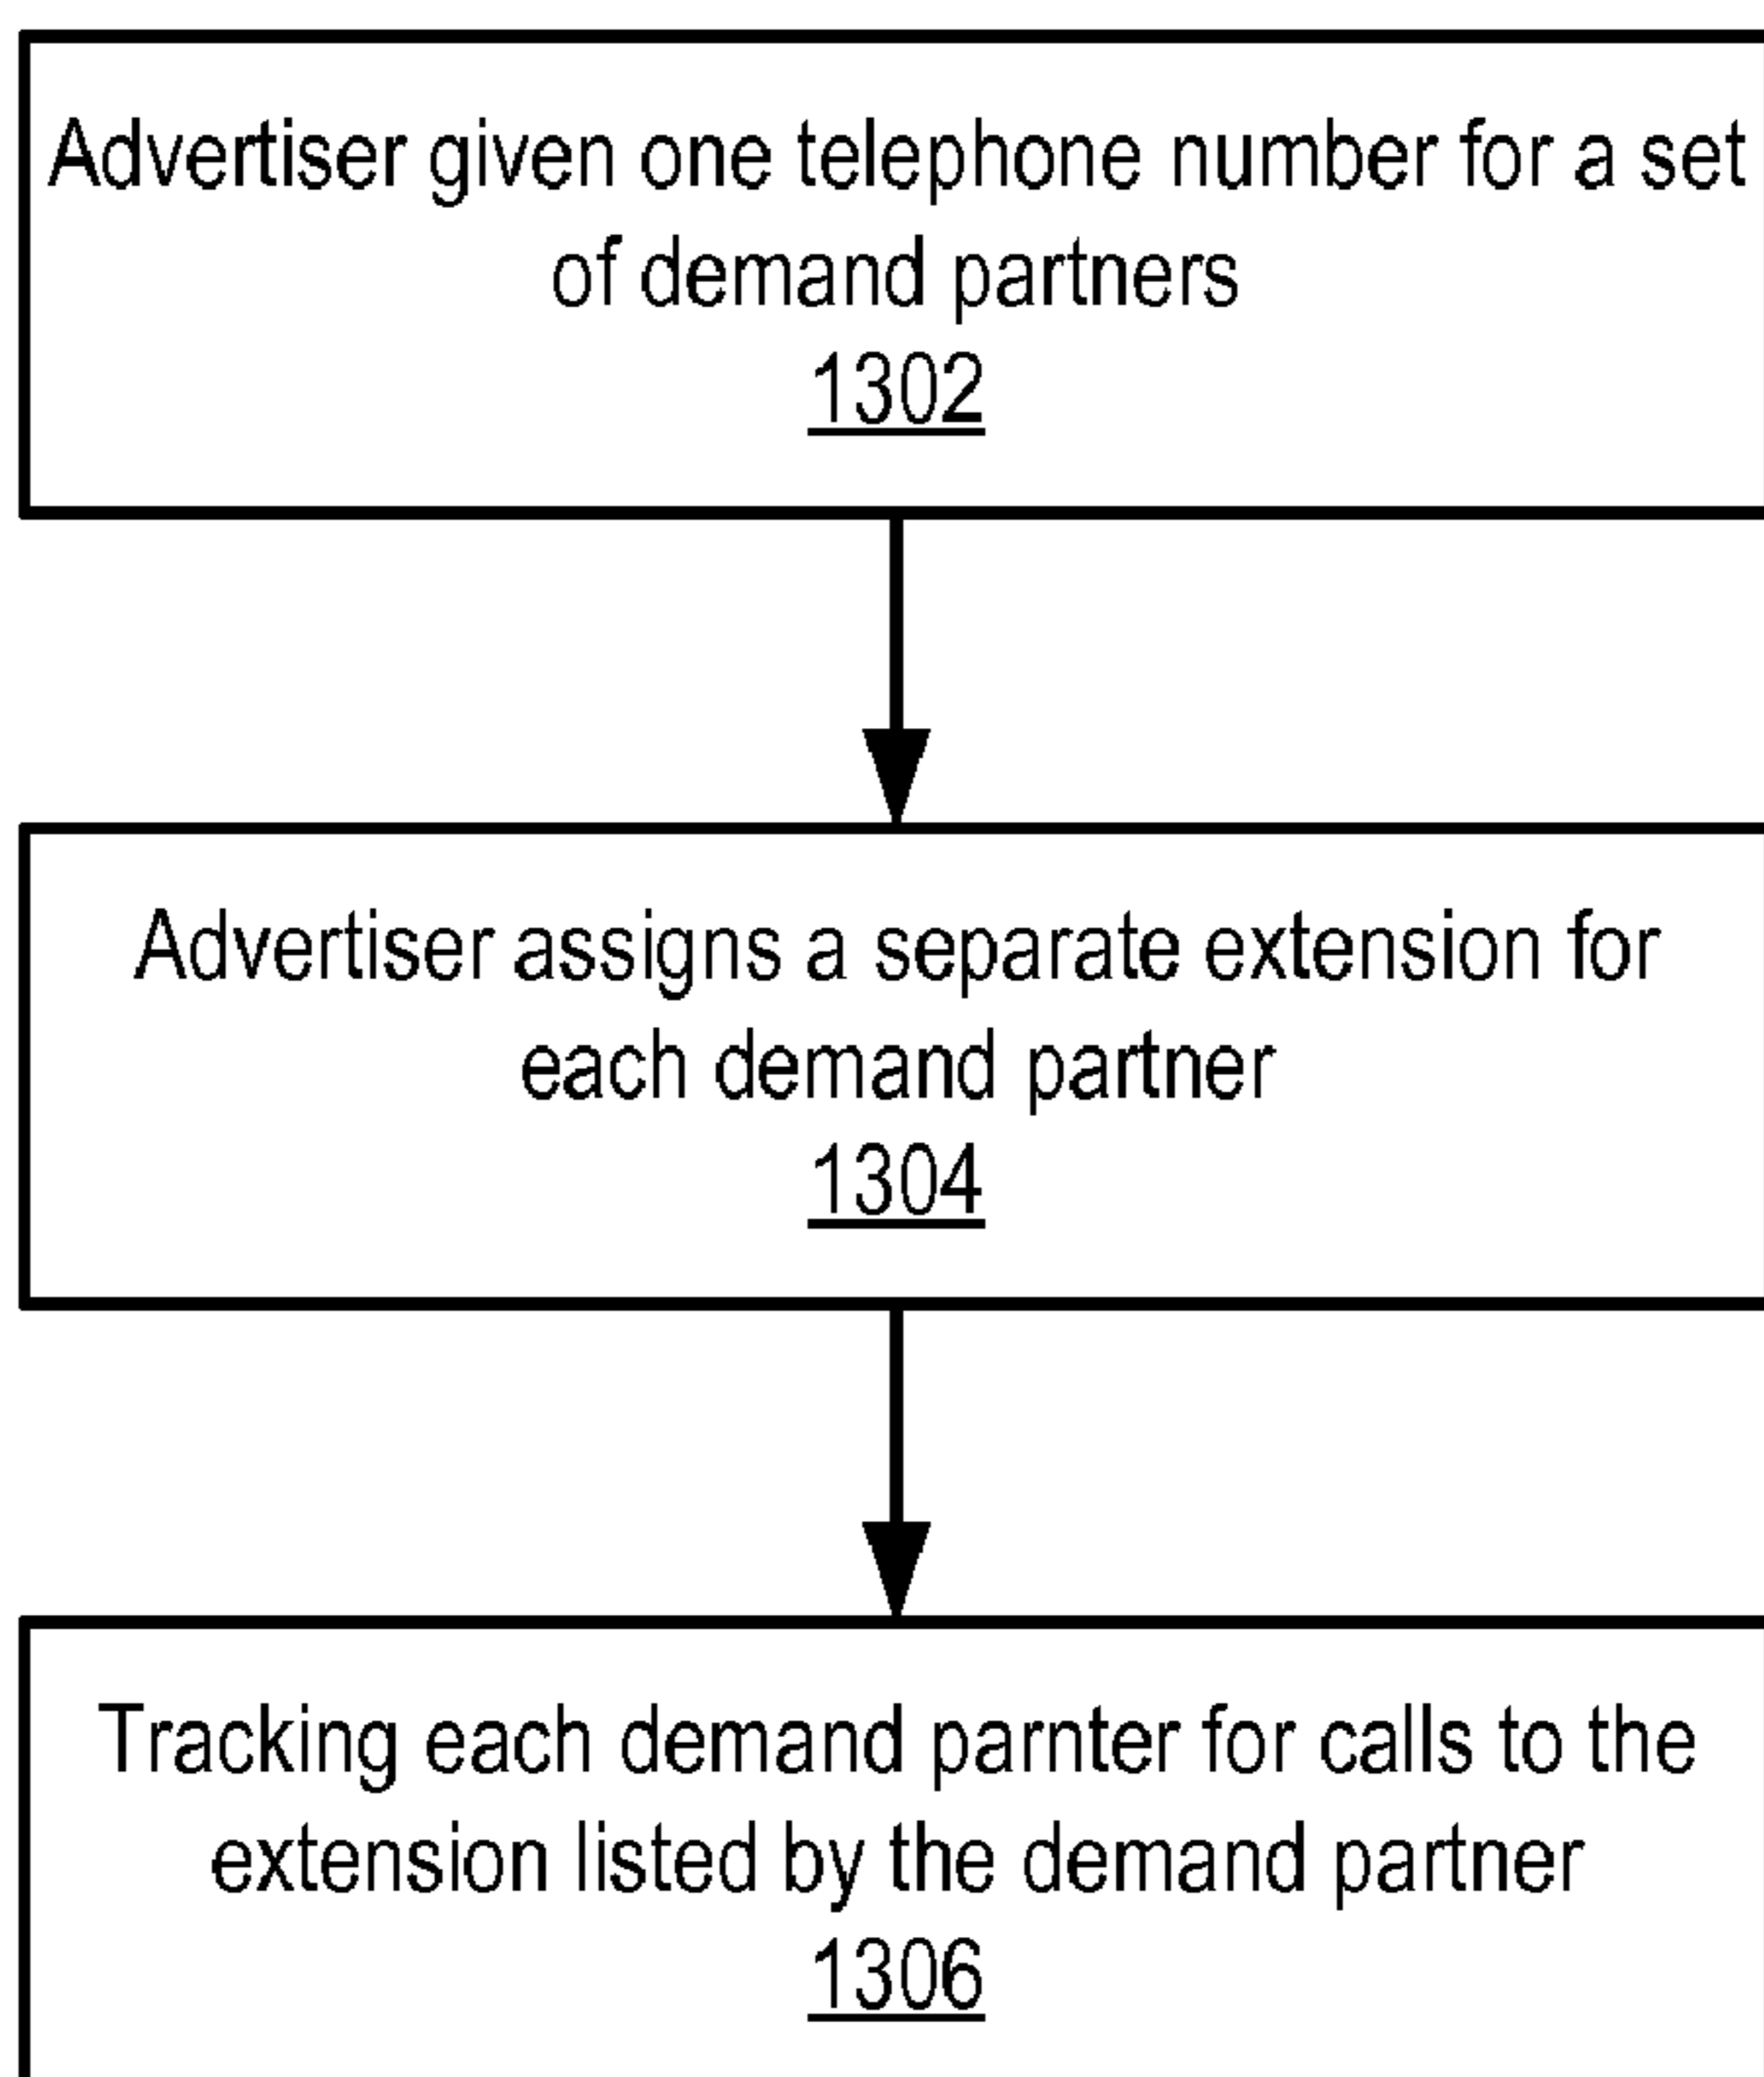 Advertiser given one telephone number for a set
of demand partners
1302
Advertiser assigns a separate extension for
each demand partner
1304
Tracking each demand parnter for calls to the
extension listed by the demand partner
1306